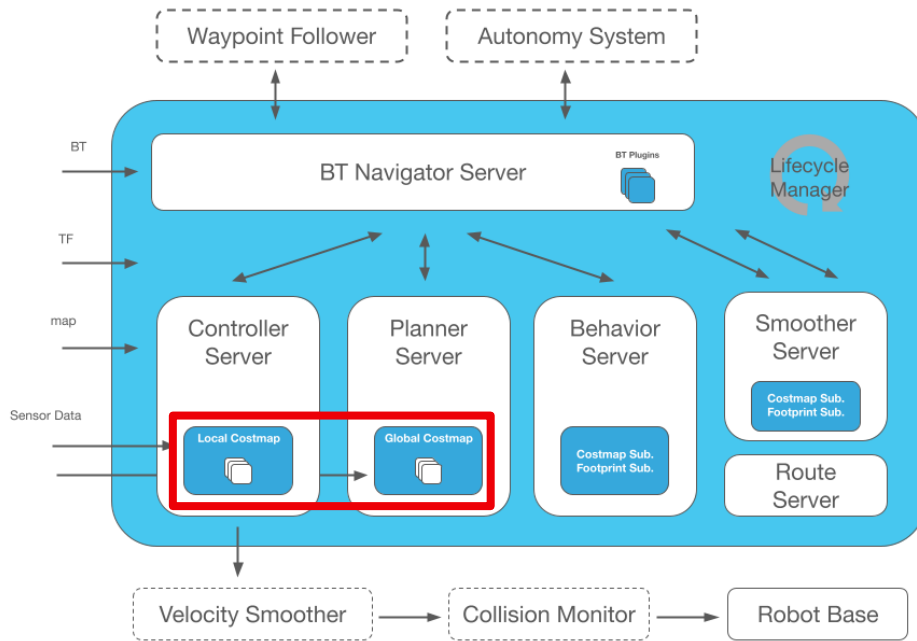 Waypoint Follower
Autonomy System
BT
BT Navigator Server
BT Plugins
Lifecycle
Manager
TF
map
Sensor Data
Controller
Server
Local Costmap
Planner
Server
Global Costmap
Behavior
Server
Costmap Sub.
Footprint Sub.
Smoother
Server
Costmap Sub.
Footprint Sub.
Route
Server
Velocity Smoother
Collision Monitor
Robot Base